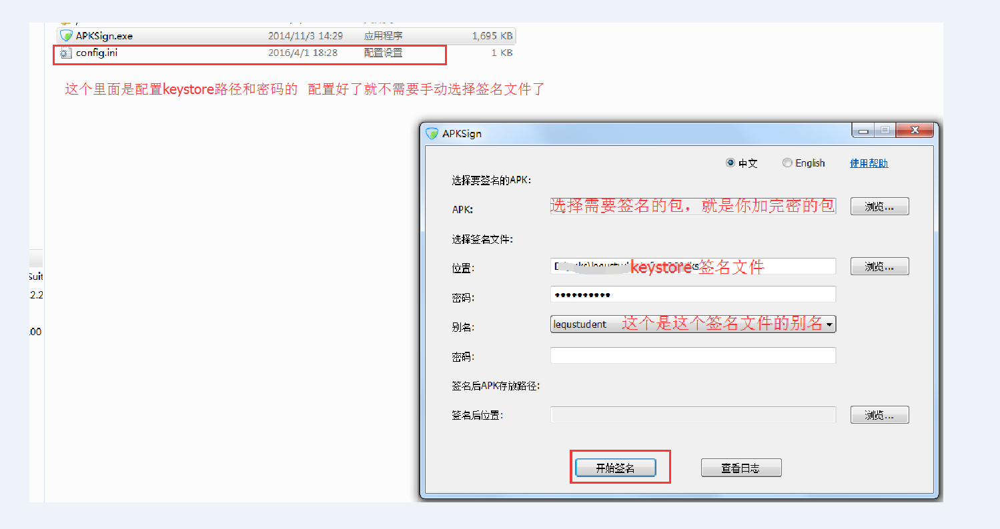 APKSign.exe 2014/11/3 14:29 应用程序 1,695 KB
config.ini 2016/4/1 18:28 配置设置 1 KB
这个里面是配置keystore路径和密码的 配置好了就不需要手动选择签名文件了
APKSign
中文 English 使用帮助
选择要签名的APK:
APK: 选择需要签名的包，就是你加完密的包 浏览...
选择签名文件:
位置: keystore 签名文件 浏览...
Suit
2.2
密码: ••••••••••
别名: lequstudent 这个是这个签名文件的别名
00
密码:
签名后APK存放路径:
签名后位置: 浏览...
开始签名 查看日志